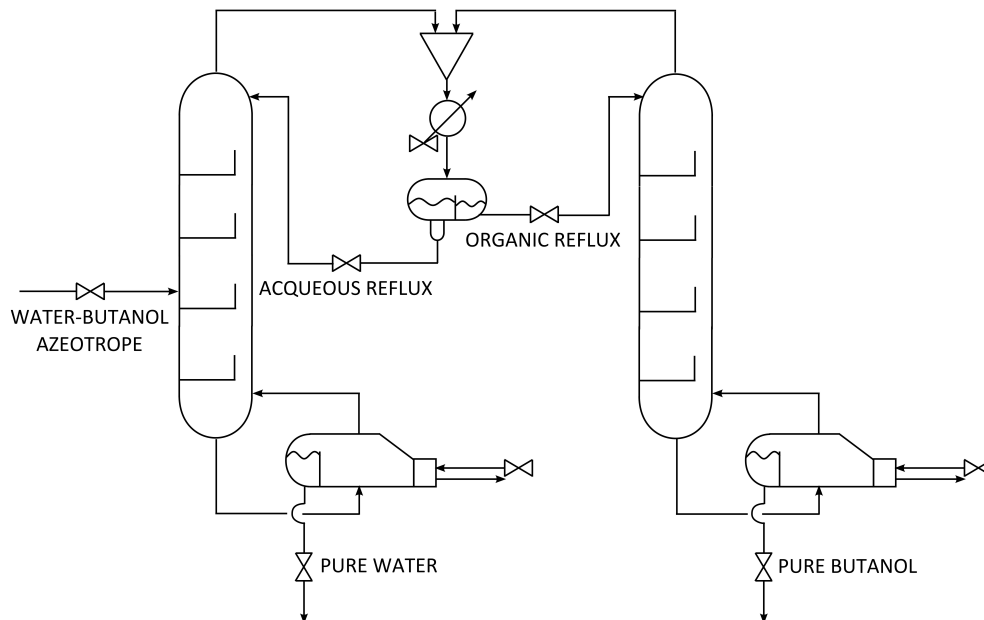 ORGANIC REFLUX
ACQUEOUS REFLUX
WATER-BUTANOL
AZEOTROPE
PURE WATER
PURE BUTANOL